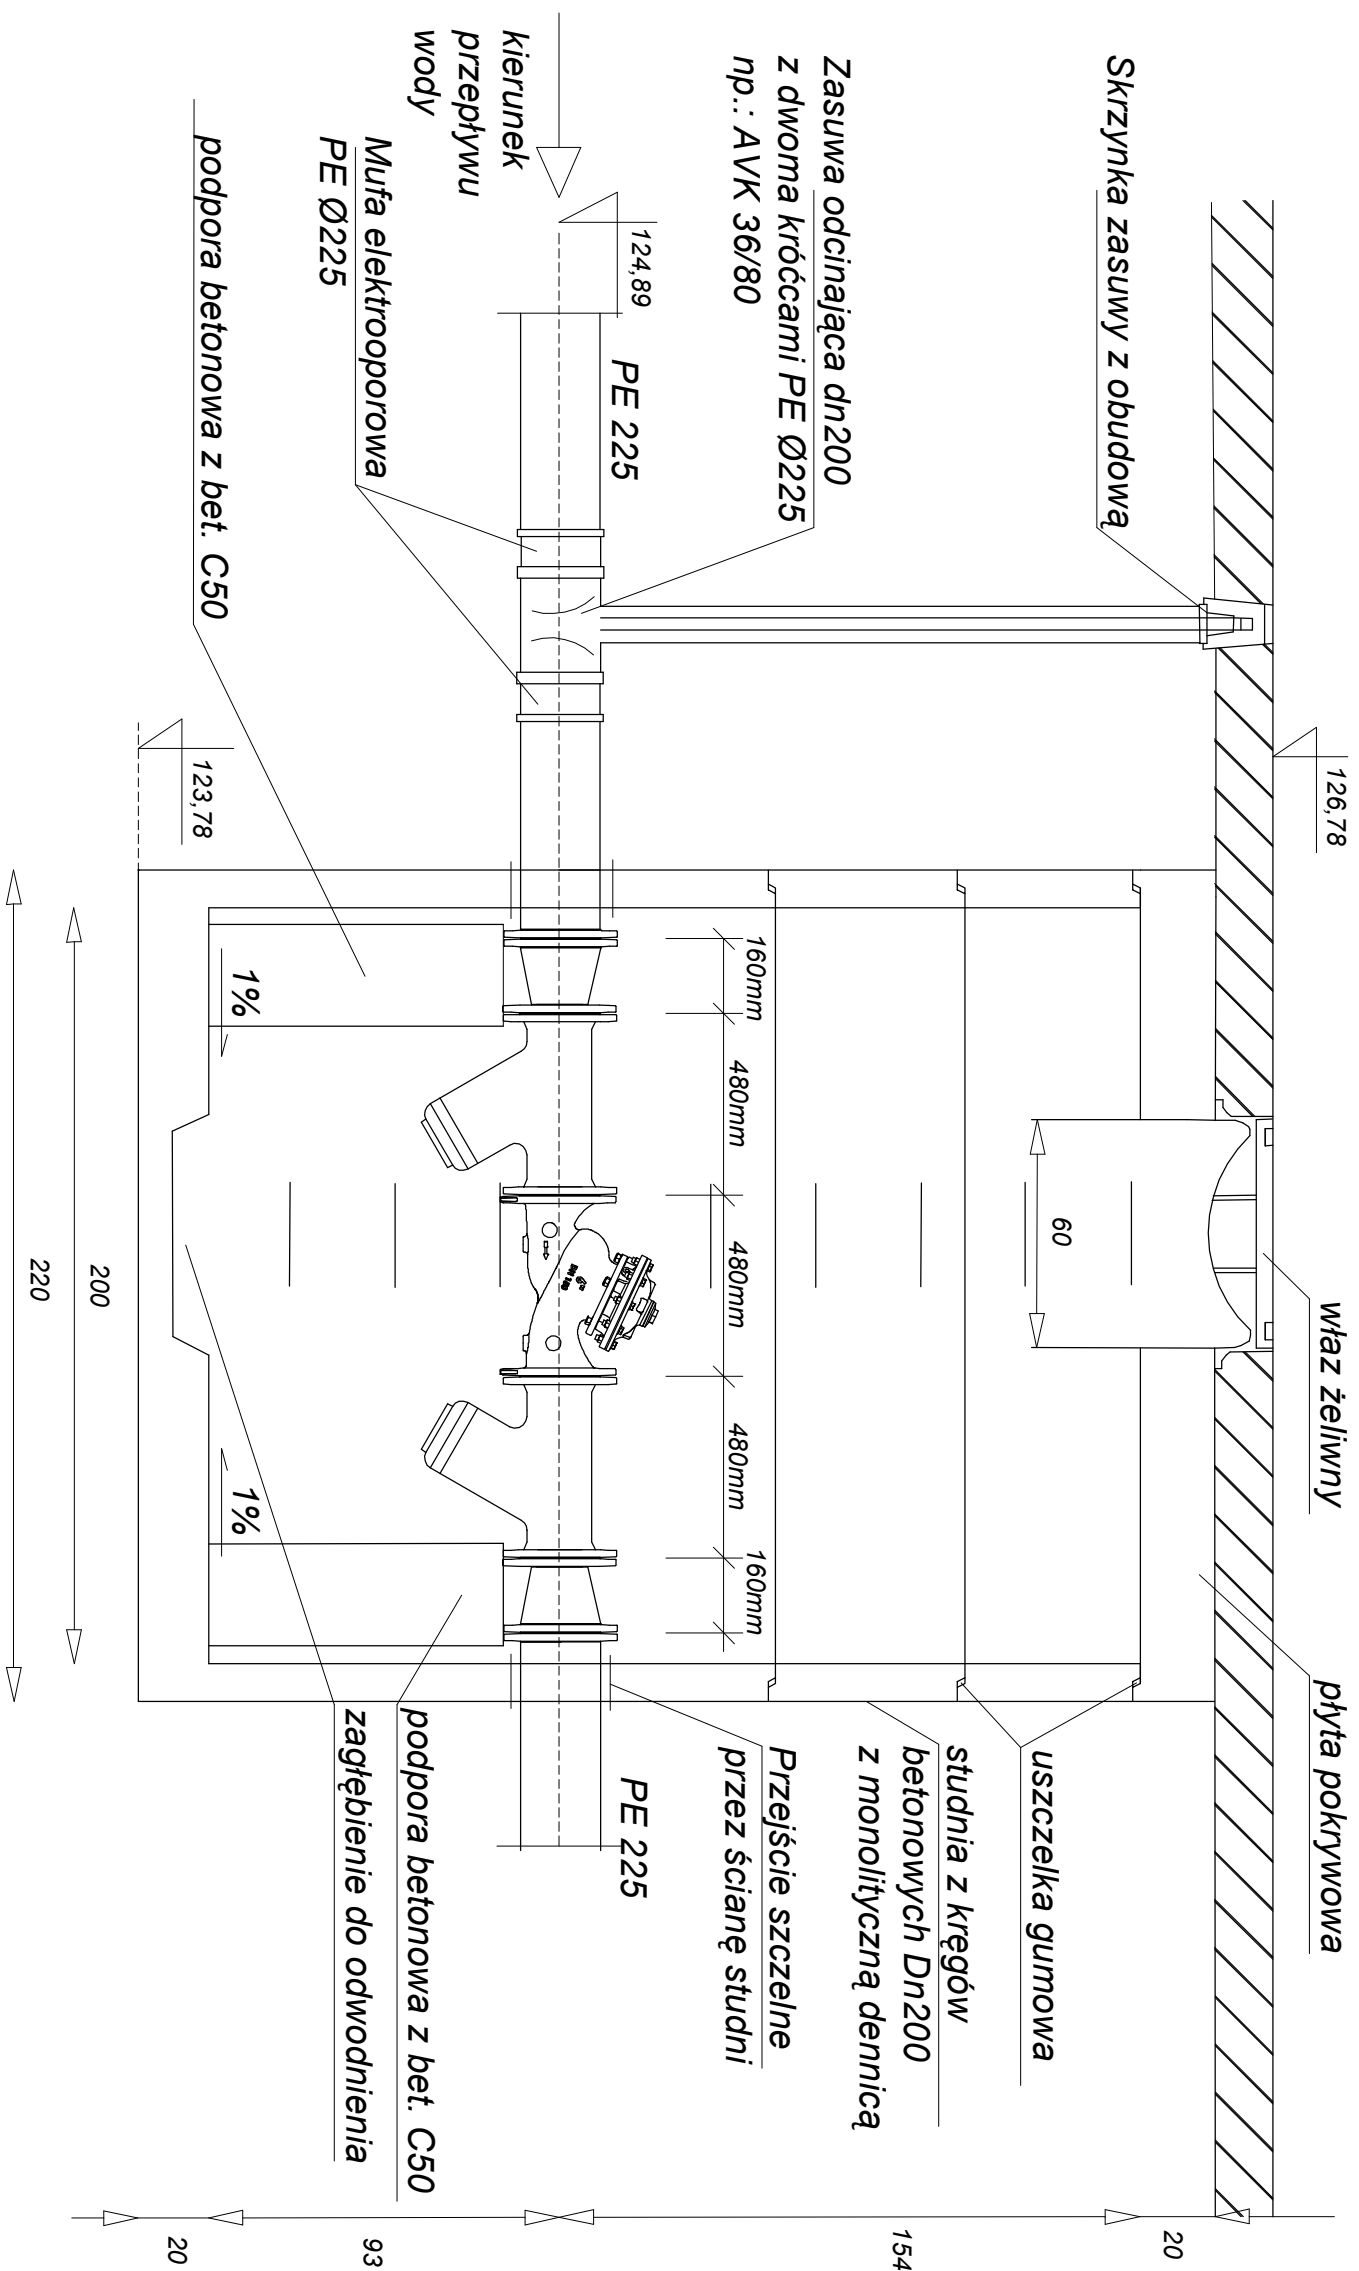 Skrzynka zasuwy z obudową
126,78
właz żeliwny
płyta pokrywowa
Zasuwa odcinająca dn200
z dwoma króćcami PE Ø225
np.: AVK 36/80
60
uszczelka gumowa
studnia z kręgów
betonowych Dn200
z monolityczną dennicą
Przejście szczelne
przez ścianę studni
160mm
480mm
480mm
480mm
160mm
124,89
PE 225
PE 225
DN 150
kierunek
przepływu
wody
Mufa elektrooporowa
PE Ø225
podpora betonowa z bet. C50
123,78
1%
1%
podpora betonowa z bet. C50
zagłębienie do odwodnienia
200
220
20
154
93
20